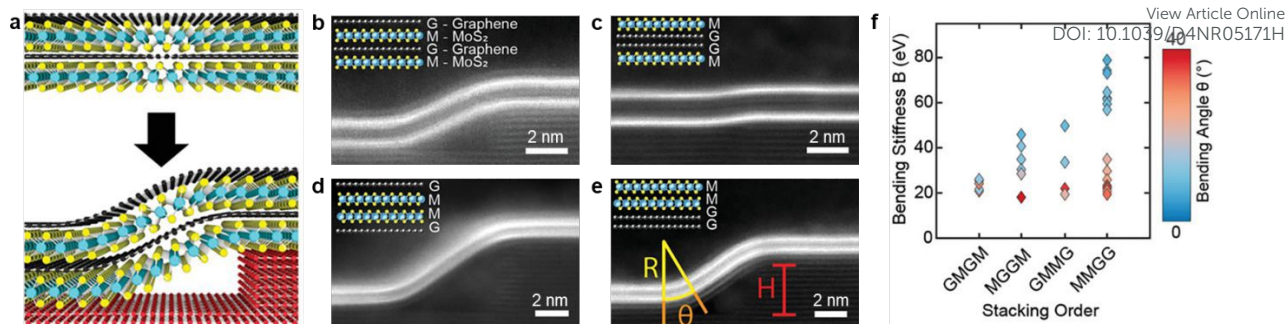 View Article Online
DOI: 10.1039/D4NR05171H
a
b
G - Graphene
M - MoS₂
G - Graphene
M - MoS₂
2 nm
c
M
G
G
M
2 nm
d
G
M
M
G
2 nm
e
M
M
G
G
R
θ
H
2 nm
f
Bending Stiffness B (eV)
80
60
40
20
0
GMGM
MGGM
GMMG
MMGG
Stacking Order
40
0
Bending Angle θ (°)